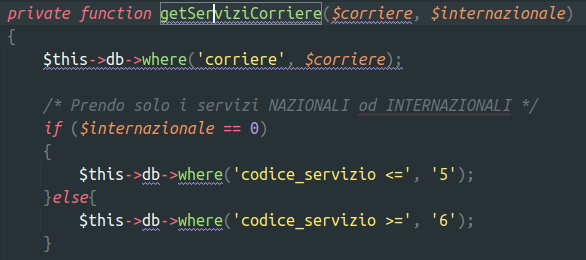 private function getServiziCorriere($corriere, $internazionale)
{
$this->db->where('corriere', $corriere);
/* Prendo solo i servizi NAZIONALI od INTERNAZIONALI */
if ($internazionale == 0)
{
$this->db->where('codice_servizio <=', '5');
}else{
$this->db->where('codice_servizio >=', '6');
}